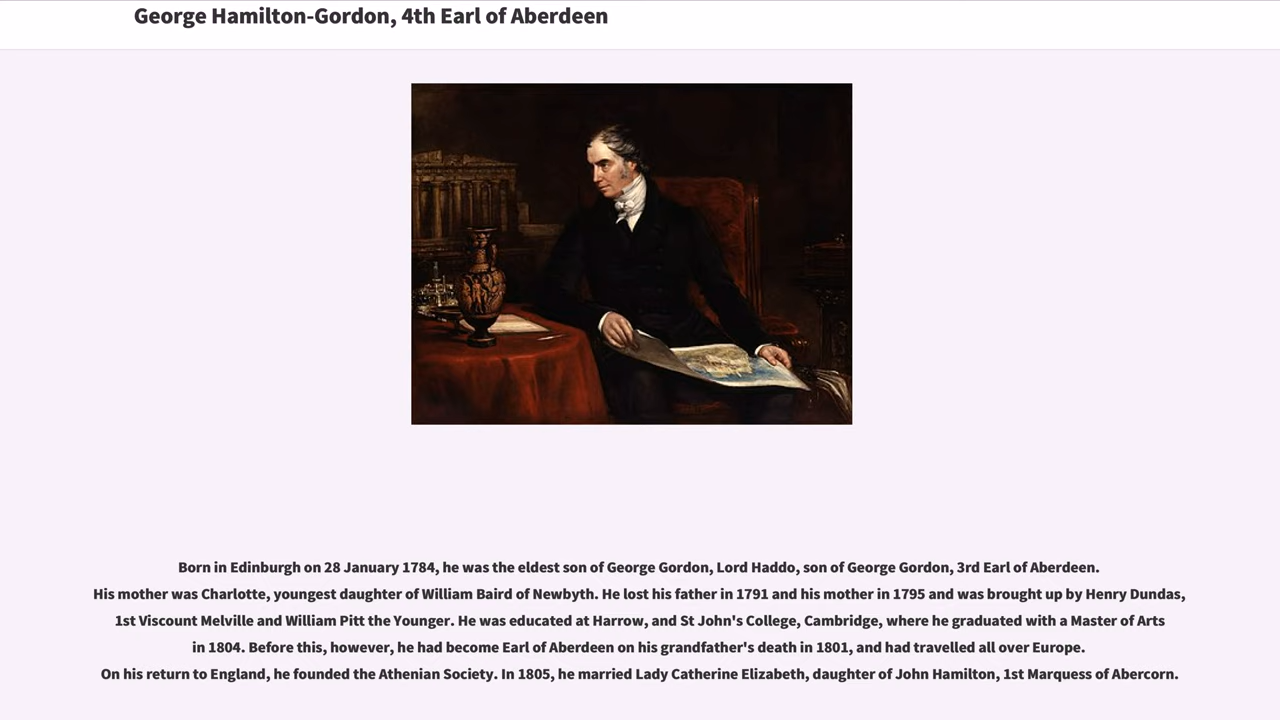 George Hamilton-Gordon, 4th Earl of Aberdeen
Born in Edinburgh on 28 January 1784, he was the eldest son of George Gordon, Lord Haddo, son of George Gordon, 3rd Earl of Aberdeen.
His mother was Charlotte, youngest daughter of William Baird of Newbyth. He lost his father in 1791 and his mother in 1795 and was brought up by Henry Dundas,
1st Viscount Melville and William Pitt the Younger. He was educated at Harrow, and St John's College, Cambridge, where he graduated with a Master of Arts
in 1804. Before this, however, he had become Earl of Aberdeen on his grandfather's death in 1801, and had travelled all over Europe.
On his return to England, he founded the Athenian Society. In 1805, he married Lady Catherine Elizabeth, daughter of John Hamilton, 1st Marquess of Abercorn.